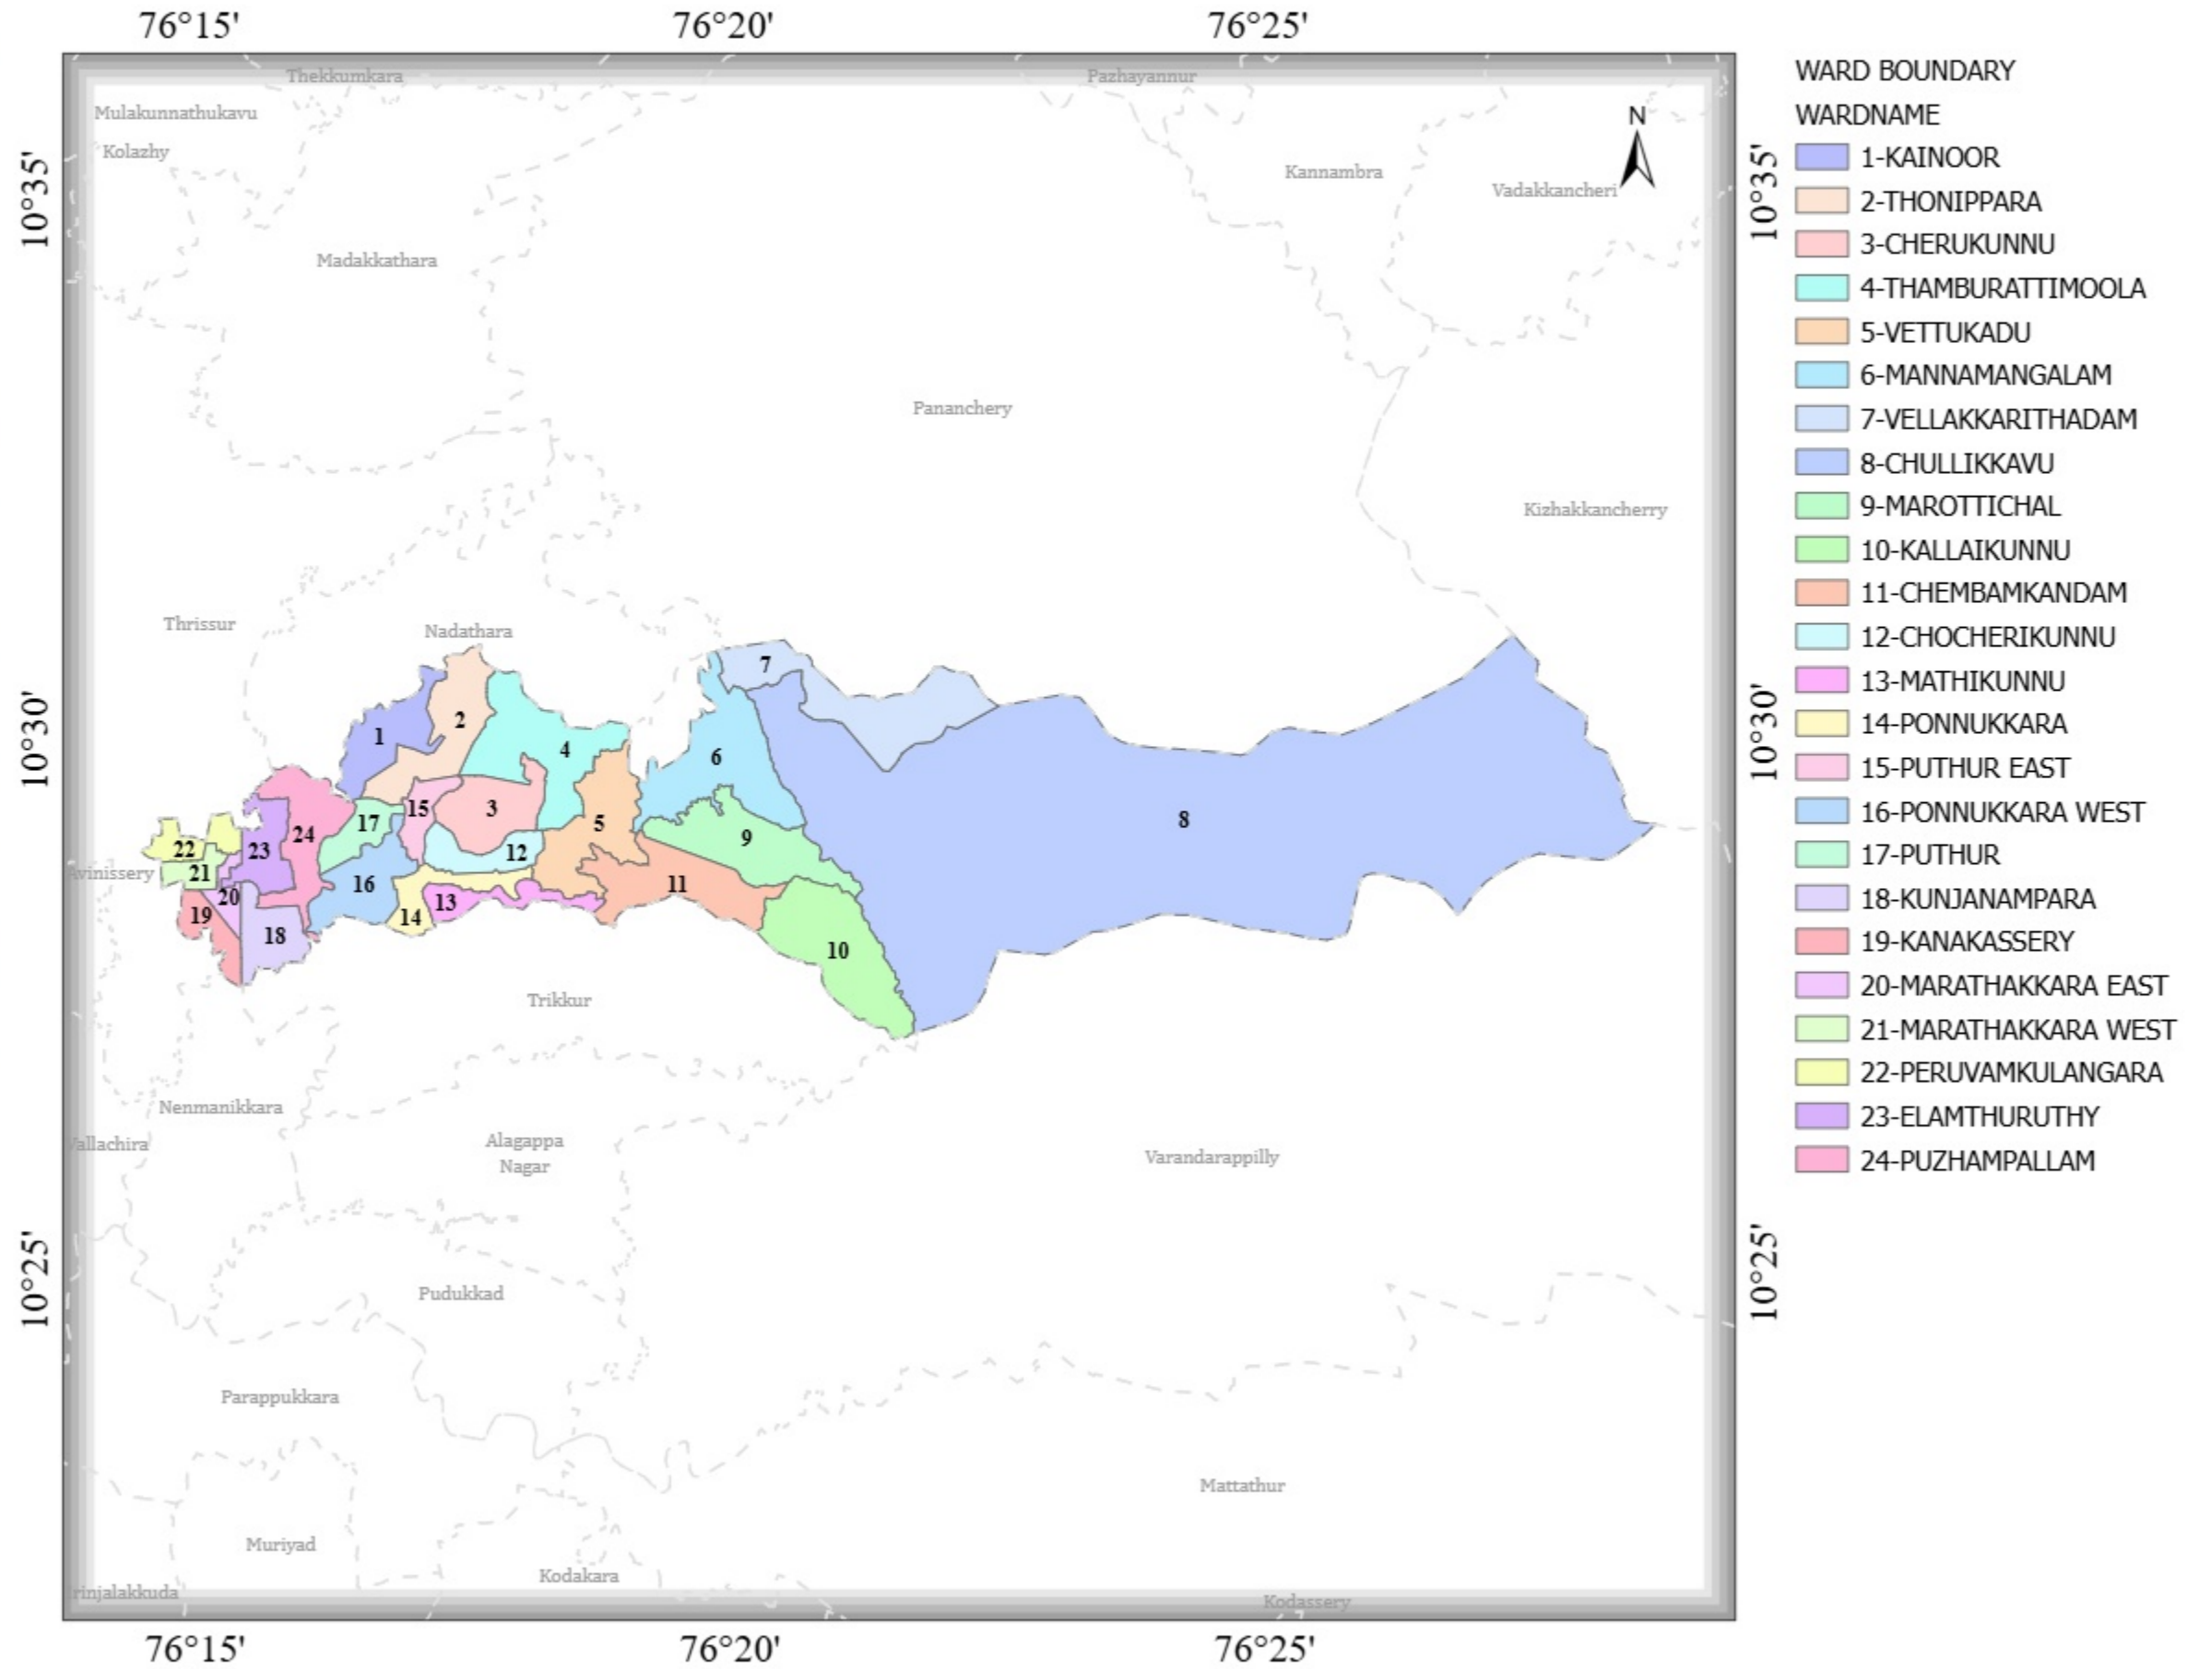 76°15' 76°20' 76°25'
Thekkumkara Pazhayannur
Mulakunnathukavu
Kolazhy
N
Kannambra
Vadakkancheri
10°35' 10°35'
Madakkathara
Pananchery
Kizhakkancherry
Thrissur
Nadathara
7
10°30' 10°30'
1 2 4 6
3 15 17 5 8
24 9
22 23 12
21 16 11
Avinissery
20 13
19 14
18 10
Trikkur
Nenmanikkara
Vallachira
Alagappa
Nagar
Varandarappilly
10°25' 10°25'
Pudukkad
Parappukkara
Mattathur
Muriyad
Kodakara
rinjalakkuda
Kodassery
76°15' 76°20' 76°25'
WARD BOUNDARY
WARDNAME
1-KAINOOR
2-THONIPPARA
3-CHERUKUNNU
4-THAMBURATTIMOOLA
5-VETTUKADU
6-MANNAMANGALAM
7-VELLAKKARITHADAM
8-CHULLIKKAVU
9-MAROTTICHAL
10-KALLAIKUNNU
11-CHEMBAMKANDAM
12-CHOCHERIKUNNU
13-MATHIKUNNU
14-PONNUKKARA
15-PUTHUR EAST
16-PONNUKKARA WEST
17-PUTHUR
18-KUNJANAMPARA
19-KANAKASSERY
20-MARATHAKKARA EAST
21-MARATHAKKARA WEST
22-PERUVAMKULANGARA
23-ELAMTHURUTHY
24-PUZHAMPALLAM